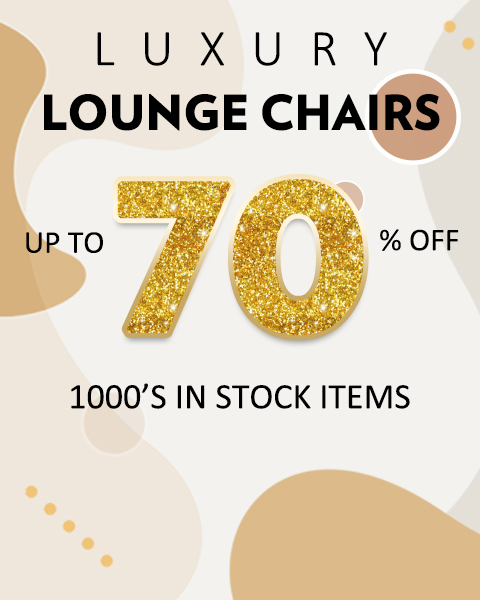 LUXURY
LOUNGE CHAIRS
UP TO 70 % OFF
1000'S IN STOCK ITEMS